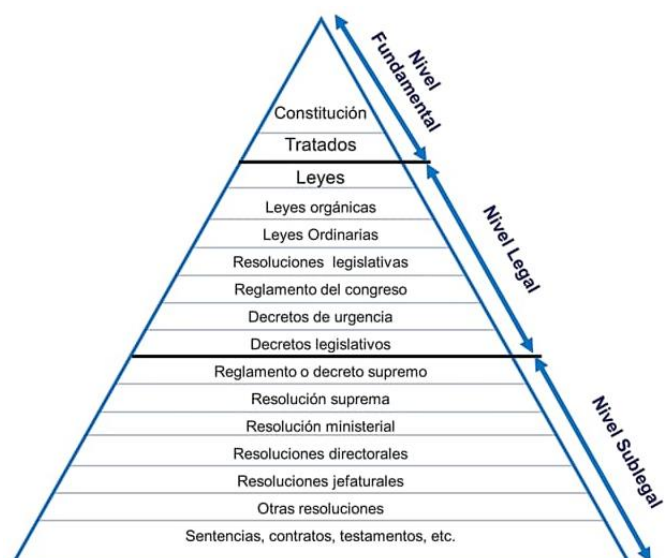 Nivel
Fundamental
Constitución
Tratados
Leyes
Leyes orgánicas
Leyes Ordinarias
Resoluciones legislativas
Reglamento del congreso
Decretos de urgencia
Decretos legislativos
Nivel Legal
Reglamento o decreto supremo
Resolución suprema
Resolución ministerial
Resoluciones directorales
Resoluciones jefaturales
Otras resoluciones
Sentencias, contratos, testamentos, etc.
Nivel Sublegal